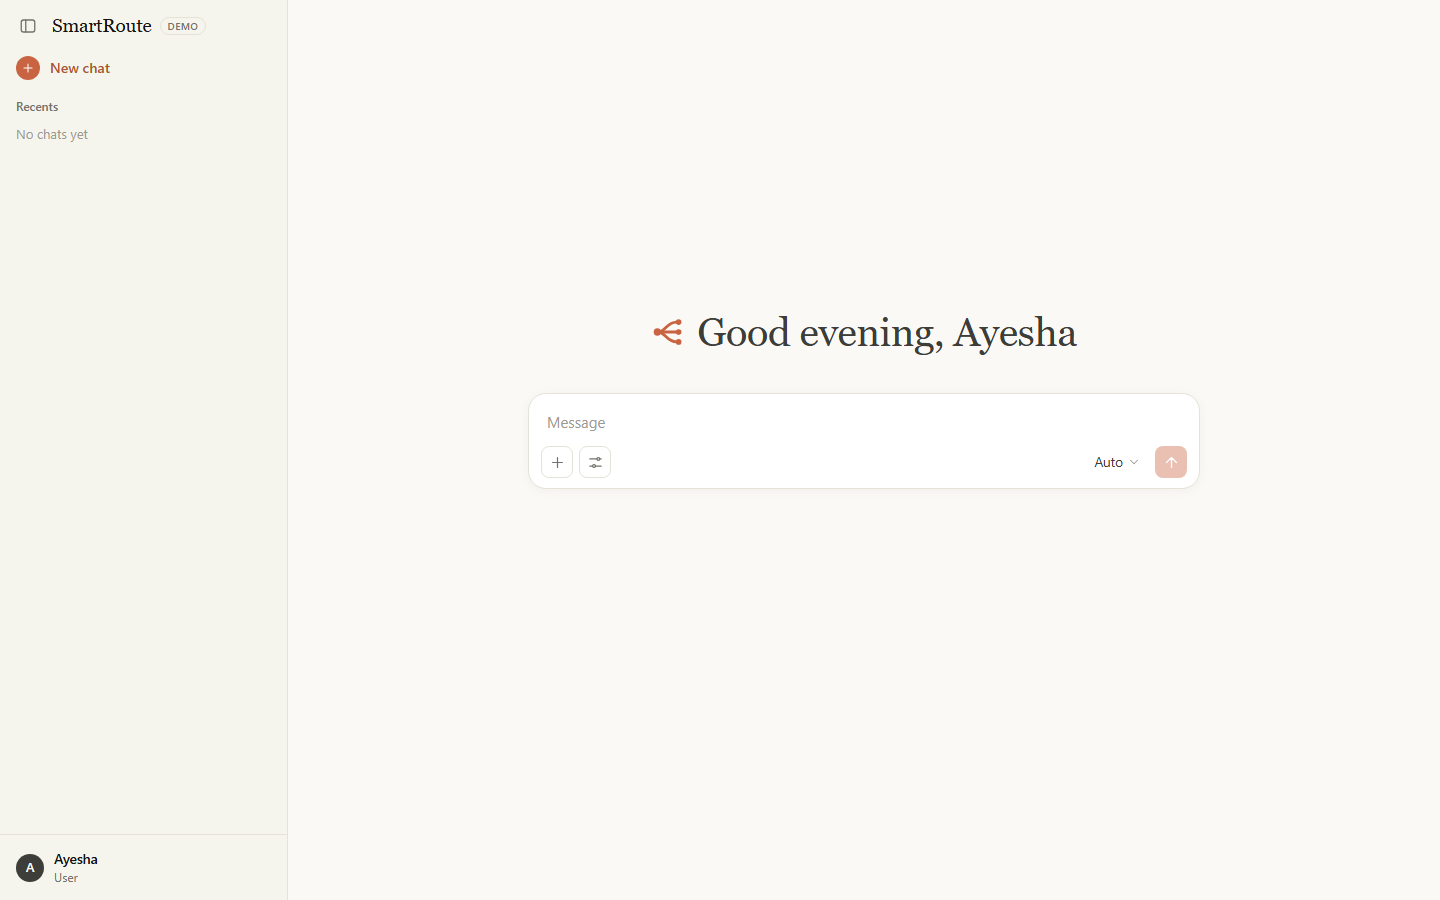 SmartRoute DEMO
New chat
Recents
No chats yet
Good evening, Ayesha
Message
Auto
A
Ayesha
User